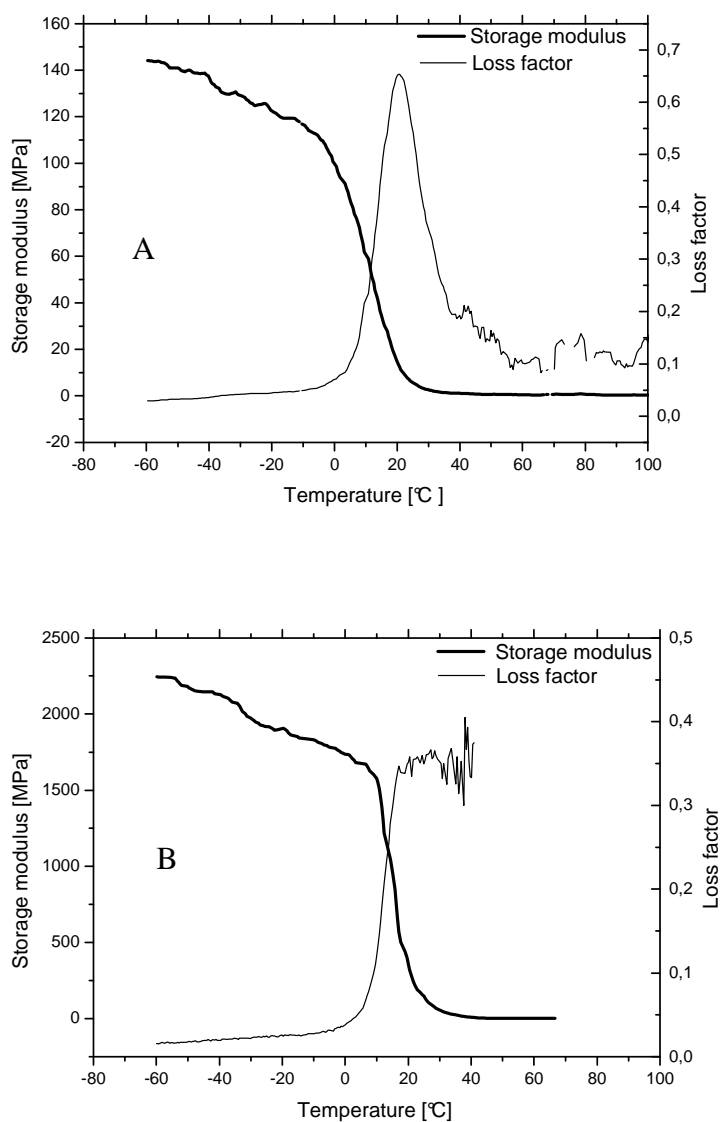 160
140
120
100
80
60
40
20
0
-20
Storage modulus [MPa]
Storage modulus
Loss factor
A
0,7
0,6
0,5
0,4
0,3
0,2
0,1
0,0
Loss factor
-80 -60 -40 -20 0 20 40 60 80 100
Temperature [°C ]
2500
2000
1500
1000
500
0
Storage modulus [MPa]
Storage modulus
Loss factor
B
0,5
0,4
0,3
0,2
0,1
0,0
Loss factor
-80 -60 -40 -20 0 20 40 60 80 100
Temperature [°C]